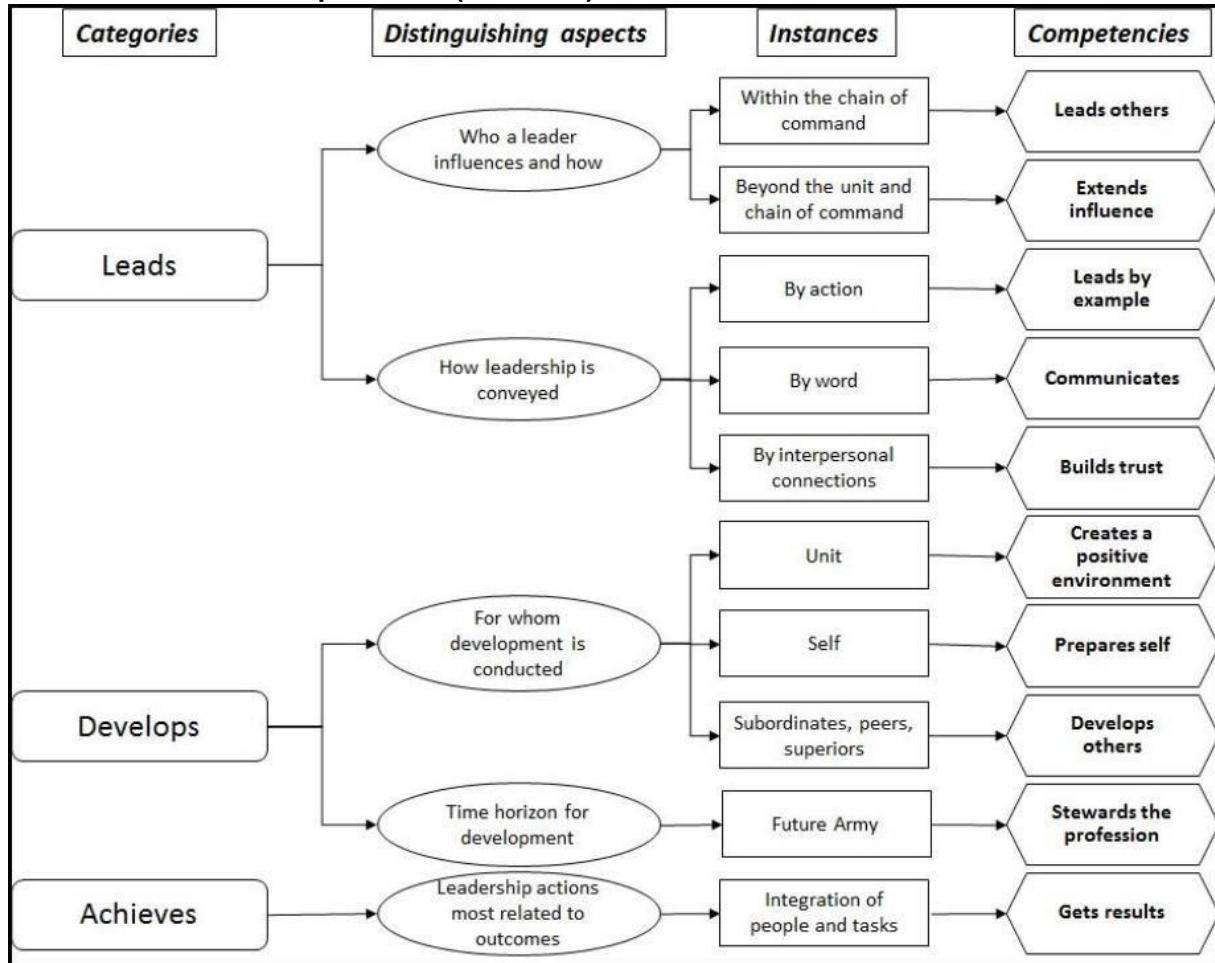 Categories
Distinguishing aspects
Instances
Competencies
Leads
Who a leader
influences and how
Within the chain of
command
Leads others
Beyond the unit and
chain of command
Extends
influence
How leadership is
conveyed
By action
Leads by
example
By word
Communicates
By interpersonal
connections
Builds trust
Develops
For whom
development is
conducted
Unit
Creates a
positive
environment
Self
Prepares self
Subordinates, peers,
superiors
Develops
others
Time horizon for
development
Future Army
Stewards the
profession
Achieves
Leadership actions
most related to
outcomes
Integration of
people and tasks
Gets results